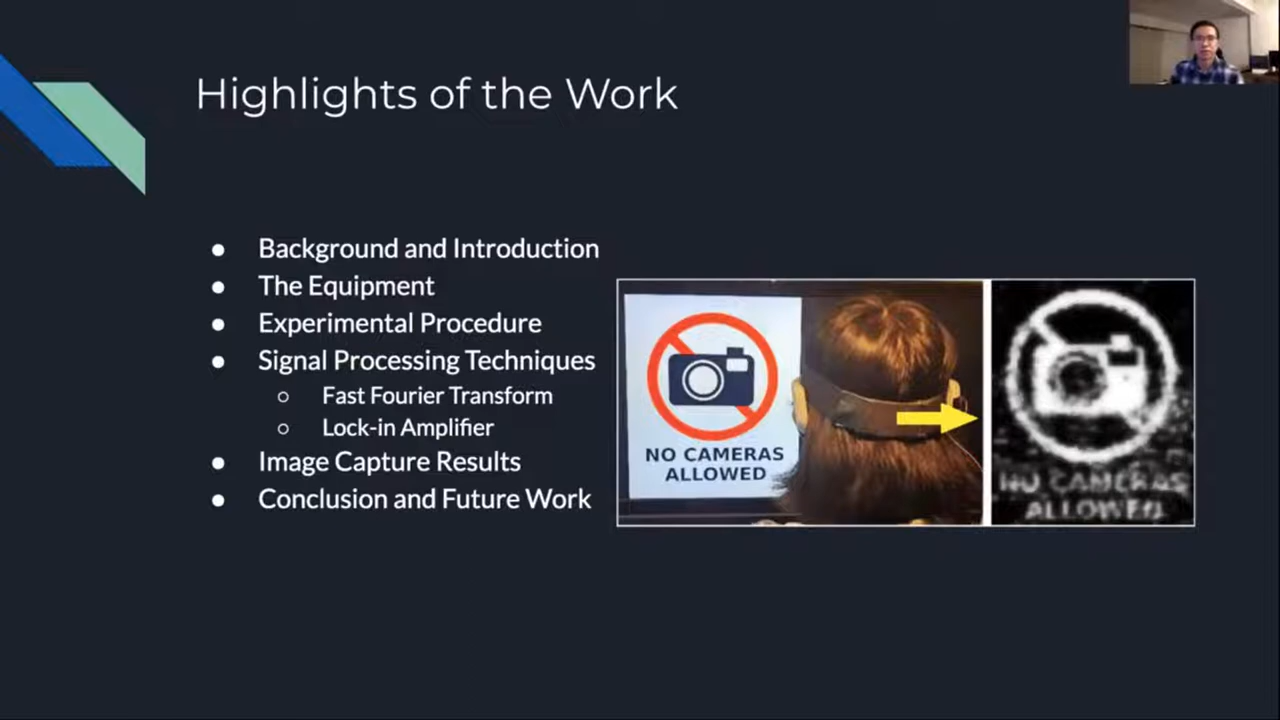 Highlights of the Work
Background and Introduction
The Equipment
Experimental Procedure
Signal Processing Techniques
Fast Fourier Transform
Lock-in Amplifier
Image Capture Results
Conclusion and Future Work
NO CAMERAS
ALLOWED
NO CAMERAS
ALLOWED